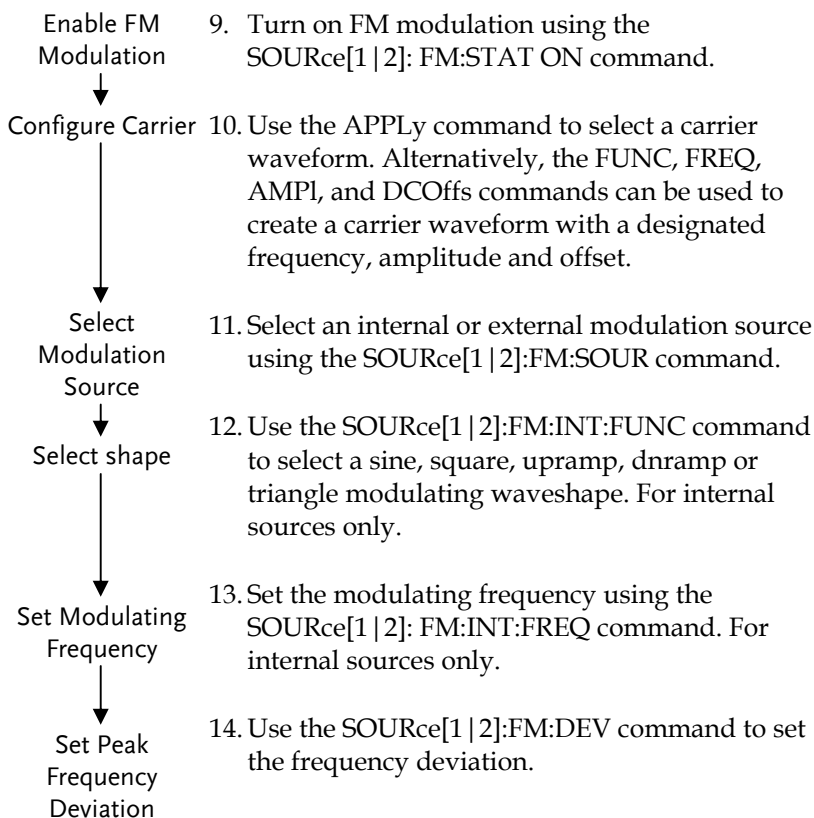 Enable FM
Modulation
9. Turn on FM modulation using the
SOURce[1|2]: FM:STAT ON command.
Configure Carrier
10. Use the APPLy command to select a carrier
waveform. Alternatively, the FUNC, FREQ,
AMPl, and DCOffs commands can be used to
create a carrier waveform with a designated
frequency, amplitude and offset.
Select
Modulation
Source
11. Select an internal or external modulation source
using the SOURce[1|2]:FM:SOUR command.
Select shape
12. Use the SOURce[1|2]:FM:INT:FUNC command
to select a sine, square, upramp, dnramp or
triangle modulating waveshape. For internal
sources only.
Set Modulating
Frequency
13. Set the modulating frequency using the
SOURce[1|2]: FM:INT:FREQ command. For
internal sources only.
Set Peak
Frequency
Deviation
14. Use the SOURce[1|2]:FM:DEV command to set
the frequency deviation.